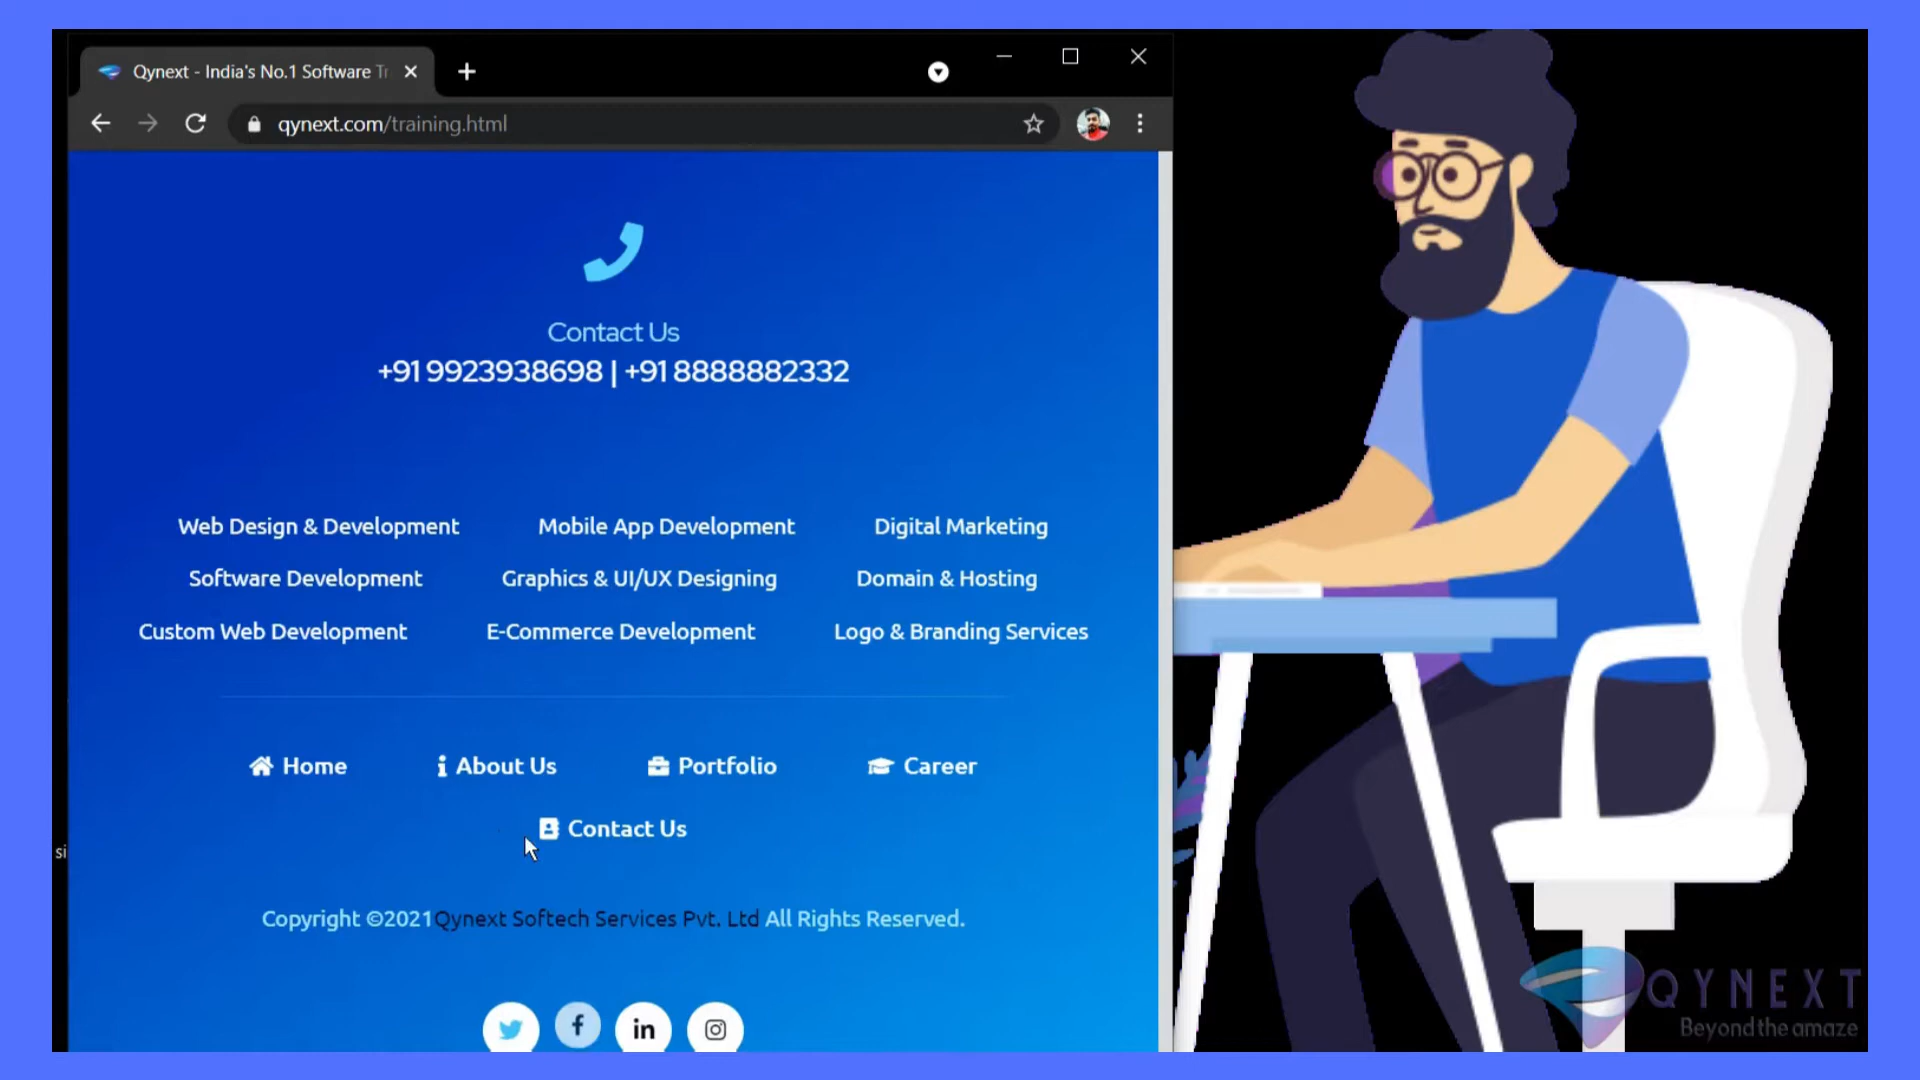 Qynext - India's No.1 Software Tr
qynext.com/training.html
Contact Us
+91 9923938698 | +91 8888882332
Web Design & Development Mobile App Development Digital Marketing
Software Development Graphics & UI/UX Designing Domain & Hosting
Custom Web Development E-Commerce Development Logo & Branding Services
Home About Us Portfolio Career
Contact Us
si
Copyright ©2021Qynext Softech Services Pvt. Ltd All Rights Reserved.
QYNEXT
Beyond the amaze